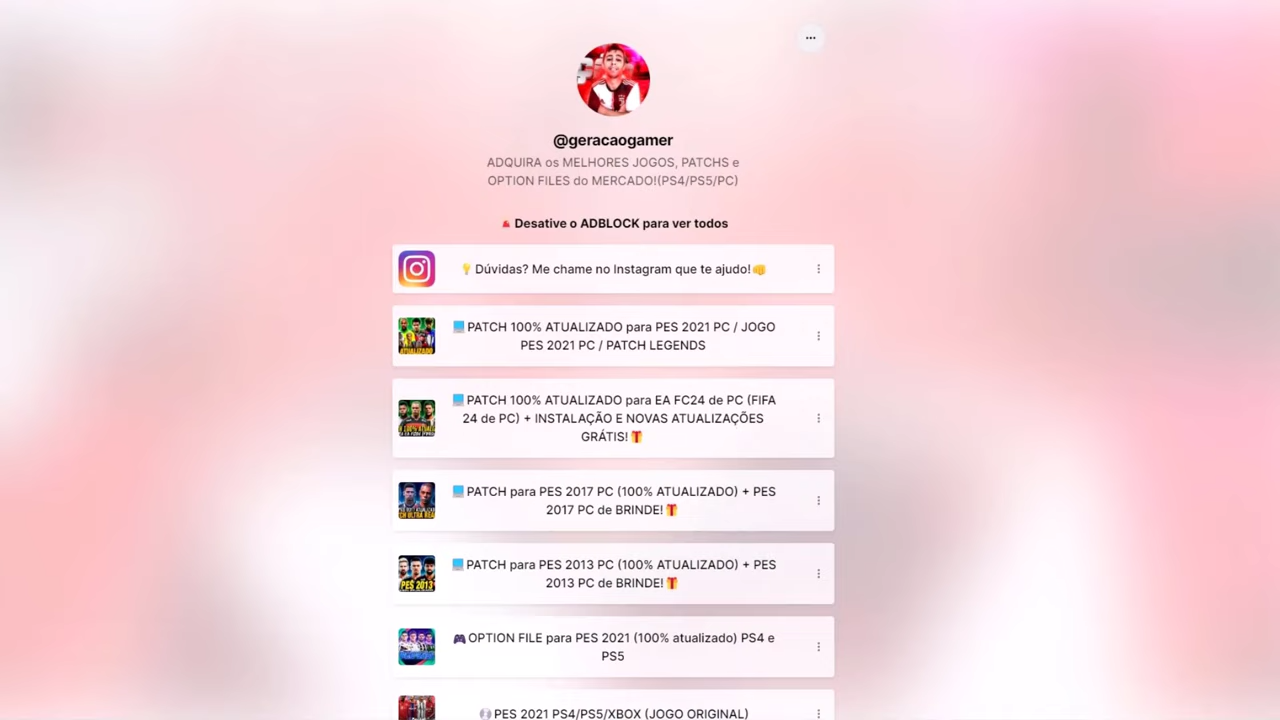 @geracaogamer
ADQUIRA os MELHORES JOGOS, PATCHS e
OPTION FILES do MERCADO!(PS4/PS5/PC)
Desative o ADBLOCK para ver todos
Dúvidas? Me chame no Instagram que te ajudo!
PATCH 100% ATUALIZADO para PES 2021 PC / JOGO
PES 2021 PC / PATCH LEGENDS
ATUALIZADO
PATCH 100% ATUALIZADO para EA FC24 de PC (FIFA
24 de PC) + INSTALAÇÃO E NOVAS ATUALIZAÇÕES
GRÁTIS!
PATCH para PES 2017 PC (100% ATUALIZADO) + PES
2017 PC de BRINDE!
PATCH para PES 2013 PC (100% ATUALIZADO) + PES
2013 PC de BRINDE!
PES 2013
OPTION FILE para PES 2021 (100% atualizado) PS4 e
PS5
PES 2021 PS4/PS5/XBOX (JOGO ORIGINAL)